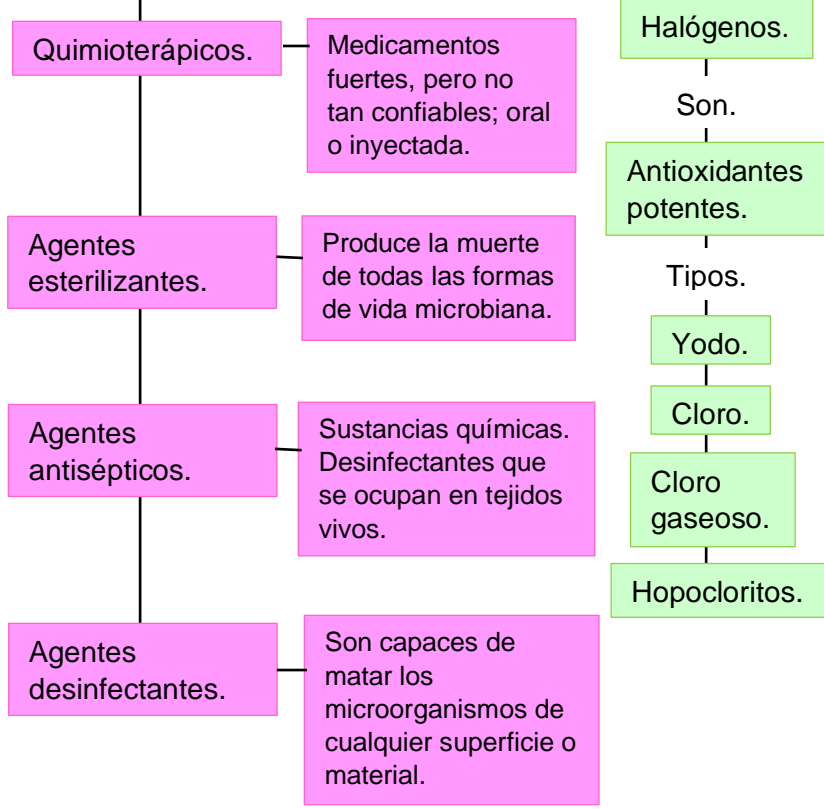 Quimioterápicos.
Medicamentos
fuertes, pero no
tan confiables; oral
o inyectada.
Agentes
esterilizantes.
Produce la muerte
de todas las formas
de vida microbiana.
Agentes
antisépticos.
Sustancias químicas.
Desinfectantes que
se ocupan en tejidos
vivos.
Agentes
desinfectantes.
Son capaces de
matar los
microorganismos de
cualquier superficie o
material.
Halógenos.
Son.
Antioxidantes
potentes.
Tipos.
Yodo.
Cloro.
Cloro
gaseoso.
Hopocloritos.